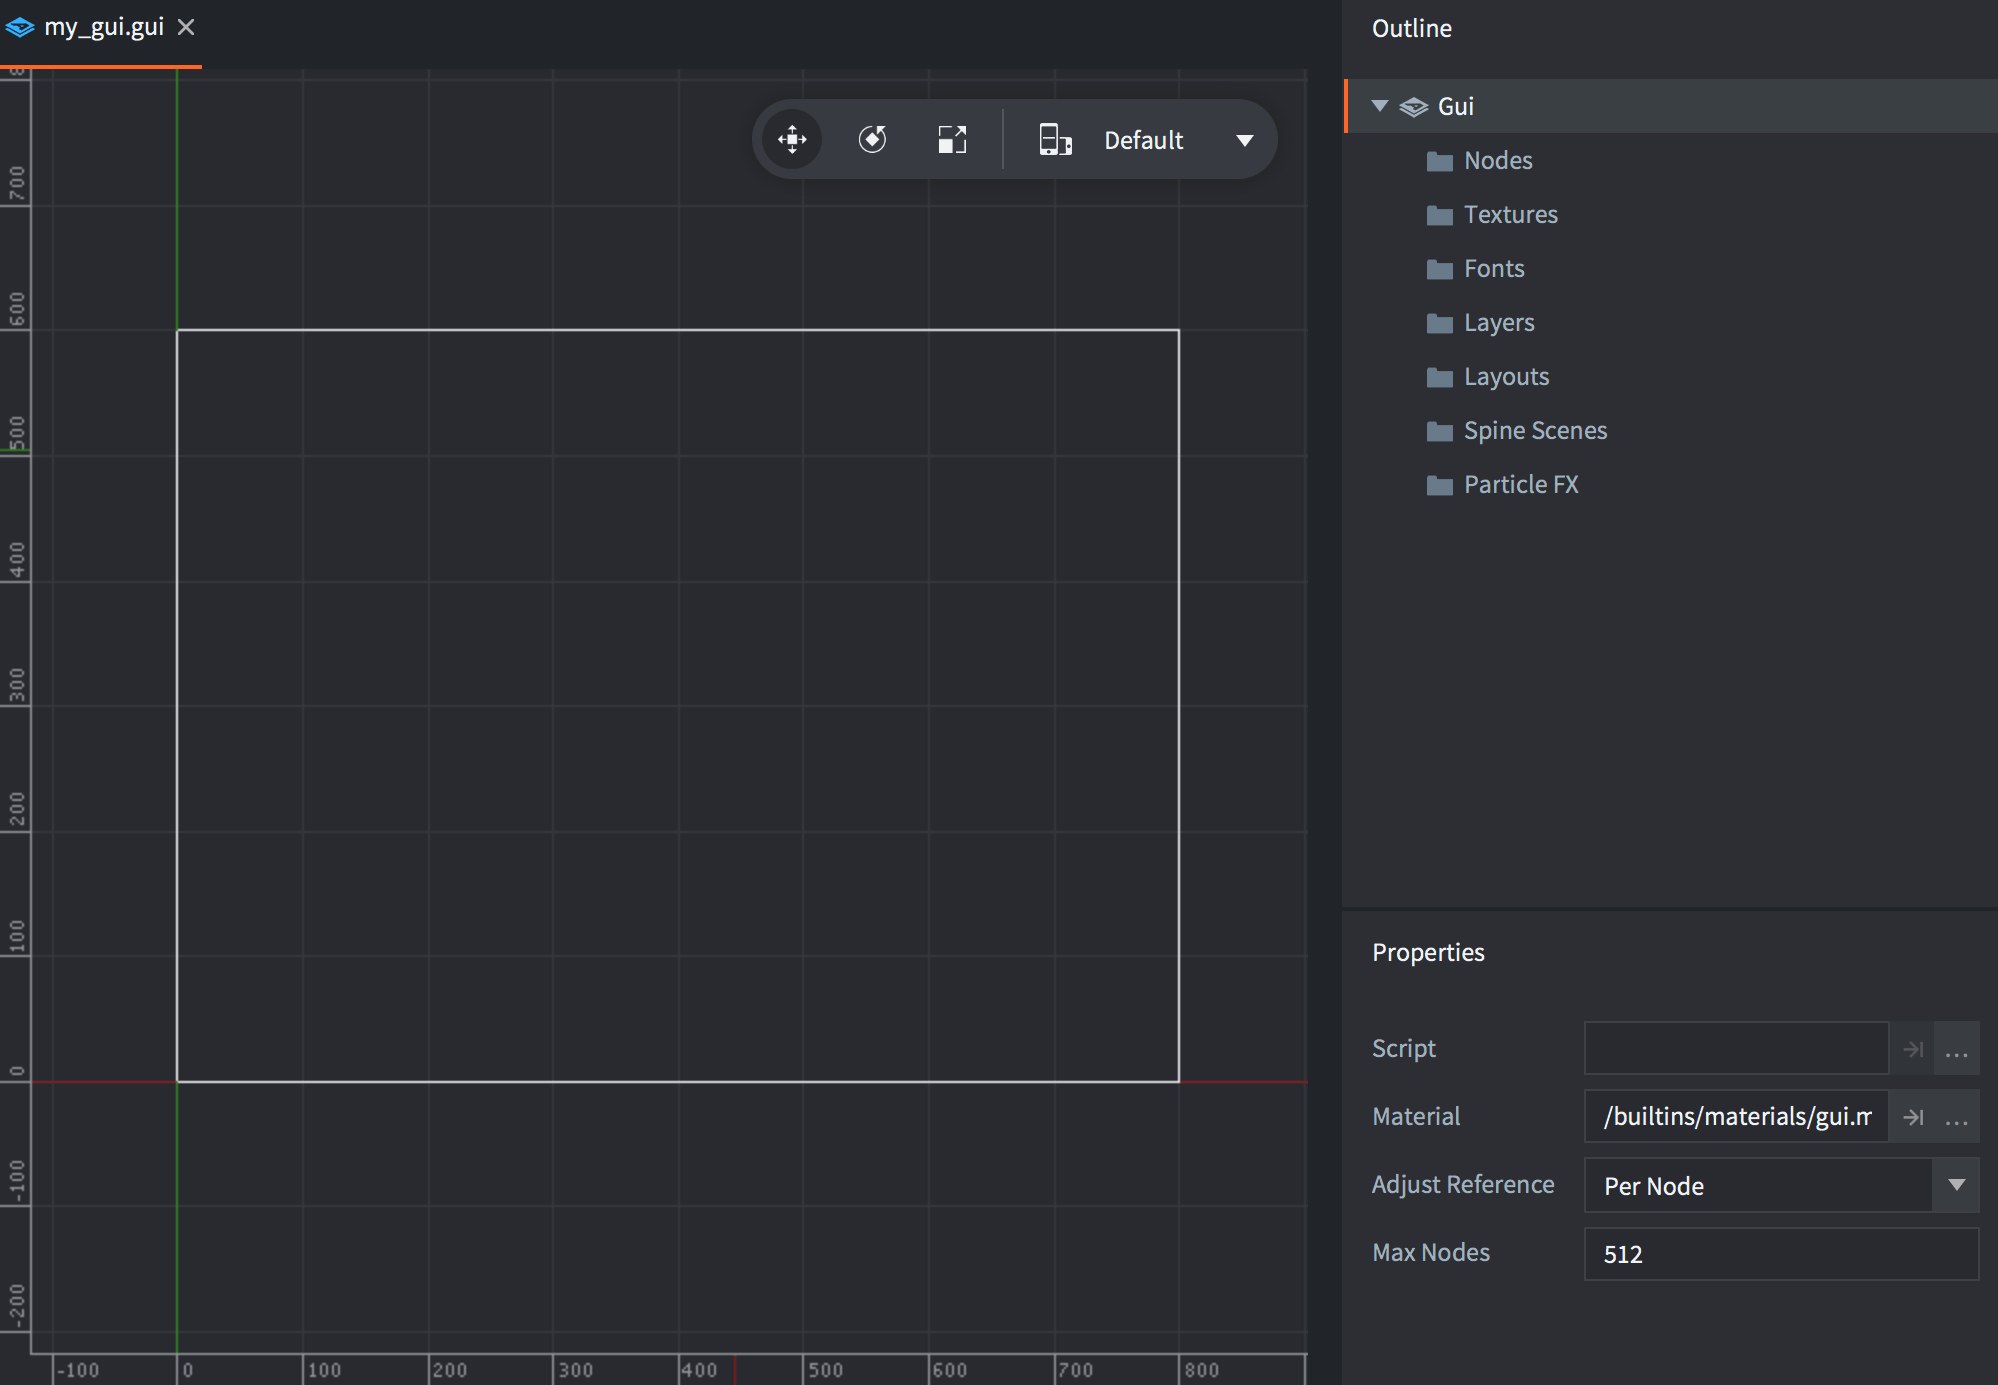 my_gui.gui
Default
700
600
500
400
300
200
100
0
-100
-200
-100
0
100
200
300
400
500
600
700
800
Outline
Gui
Nodes
Textures
Fonts
Layers
Layouts
Spine Scenes
Particle FX
Properties
Script
...
Material /builtins/materials/gui.m ...
Adjust Reference Per Node
Max Nodes 512